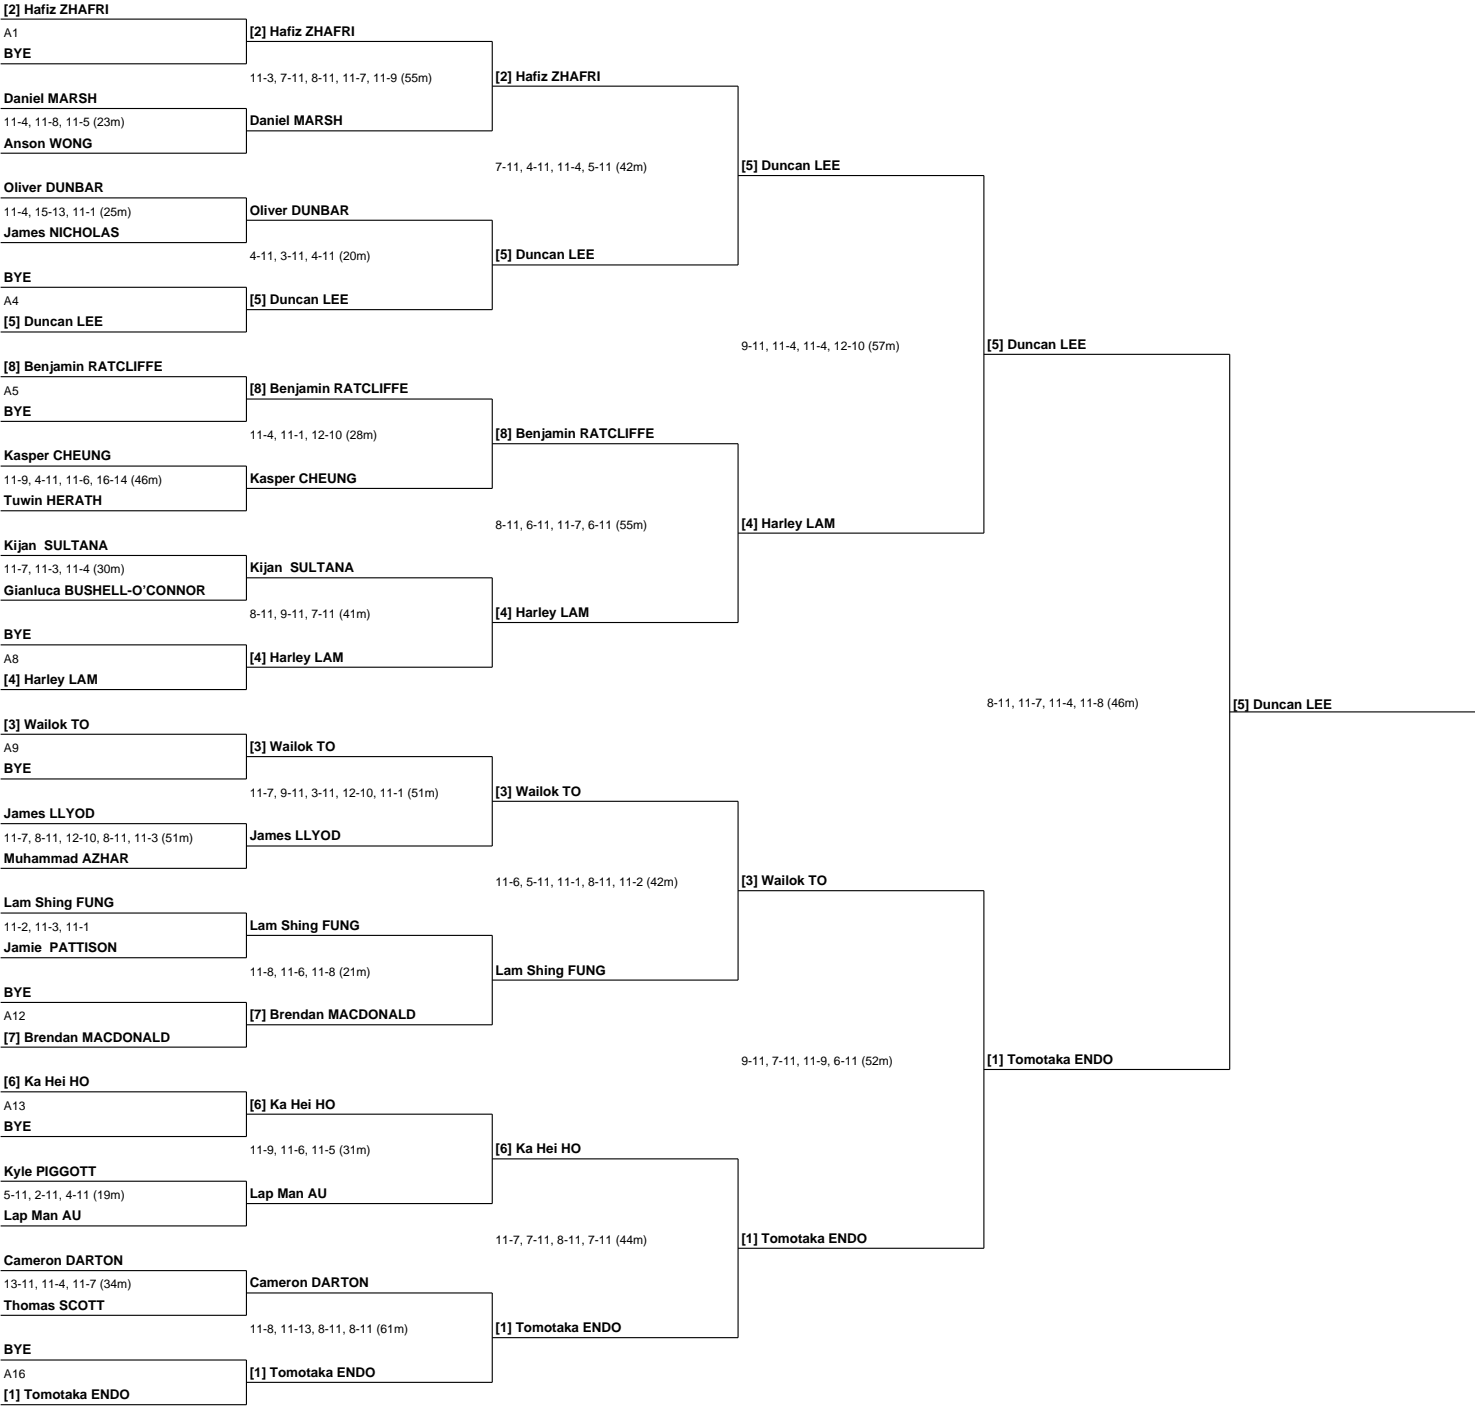 [2] Hafiz ZHAFRI
A1
BYE
Daniel MARSH
11-4, 11-8, 11-5 (23m)
Anson WONG
Oliver DUNBAR
11-4, 15-13, 11-1 (25m)
James NICHOLAS
BYE
A4
[5] Duncan LEE
[8] Benjamin RATCLIFFE
A5
BYE
Kasper CHEUNG
11-9, 4-11, 11-6, 16-14 (46m)
Tuwin HERATH
Kijan  SULTANA
11-7, 11-3, 11-4 (30m)
Gianluca BUSHELL-O'CONNOR
BYE
A8
[4] Harley LAM
[3] Wailok TO
A9
BYE
James LLYOD
11-7, 8-11, 12-10, 8-11, 11-3 (51m)
Muhammad AZHAR
Lam Shing FUNG
11-2, 11-3, 11-1
Jamie  PATTISON
BYE
A12
[7] Brendan MACDONALD
[6] Ka Hei HO
A13
BYE
Kyle PIGGOTT
5-11, 2-11, 4-11 (19m)
Lap Man AU
Cameron DARTON
13-11, 11-4, 11-7 (34m)
Thomas SCOTT
BYE
A16
[1] Tomotaka ENDO
[2] Hafiz ZHAFRI
11-3, 7-11, 8-11, 11-7, 11-9 (55m)
Daniel MARSH
Oliver DUNBAR
4-11, 3-11, 4-11 (20m)
[5] Duncan LEE
[8] Benjamin RATCLIFFE
11-4, 11-1, 12-10 (28m)
Kasper CHEUNG
Kijan  SULTANA
8-11, 9-11, 7-11 (41m)
[4] Harley LAM
[3] Wailok TO
11-7, 9-11, 3-11, 12-10, 11-1 (51m)
James LLYOD
Lam Shing FUNG
11-8, 11-6, 11-8 (21m)
[7] Brendan MACDONALD
[6] Ka Hei HO
11-9, 11-6, 11-5 (31m)
Lap Man AU
Cameron DARTON
11-8, 11-13, 8-11, 8-11 (61m)
[1] Tomotaka ENDO
[2] Hafiz ZHAFRI
7-11, 4-11, 11-4, 5-11 (42m)
[5] Duncan LEE
[8] Benjamin RATCLIFFE
8-11, 6-11, 11-7, 6-11 (55m)
[4] Harley LAM
[3] Wailok TO
11-6, 5-11, 11-1, 8-11, 11-2 (42m)
Lam Shing FUNG
[6] Ka Hei HO
11-7, 7-11, 8-11, 7-11 (44m)
[1] Tomotaka ENDO
[5] Duncan LEE
9-11, 11-4, 11-4, 12-10 (57m)
[4] Harley LAM
[3] Wailok TO
9-11, 7-11, 11-9, 6-11 (52m)
[1] Tomotaka ENDO
[5] Duncan LEE
8-11, 11-7, 11-4, 11-8 (46m)
[1] Tomotaka ENDO
[5] Duncan LEE